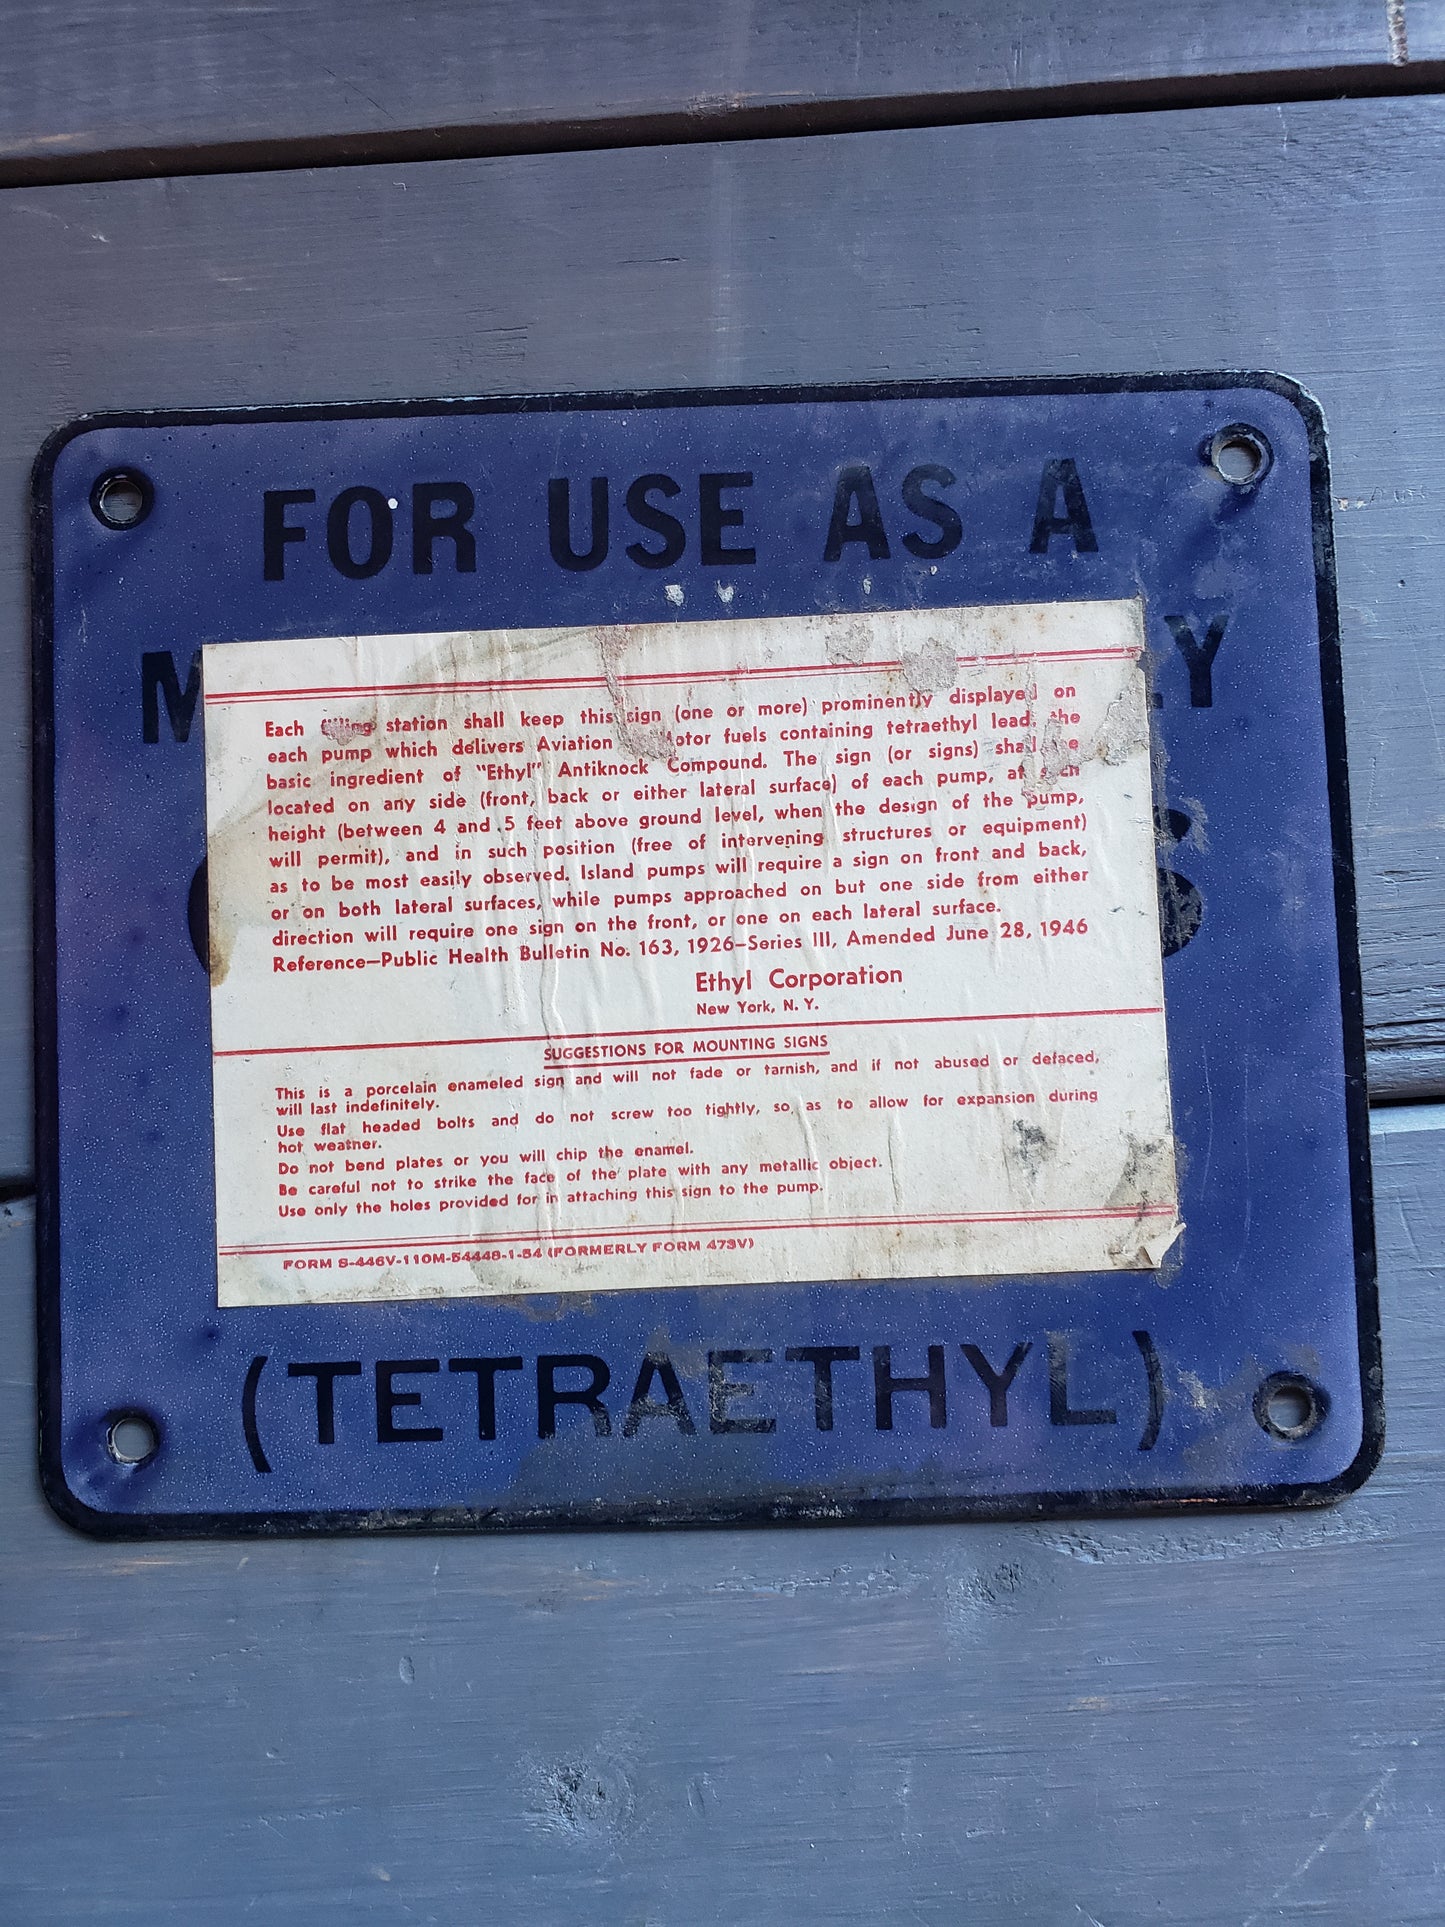 FOR USE AS A
M
Y
Each filling station shall keep this sign (one or more) prominently displayed on
each pump which delivers Aviation Motor fuels containing tetraethyl lead, the
basic ingredient of "Ethyl" Antiknock Compound. The sign (or signs) shall be
located on any side (front, back or either lateral surface) of each pump, at such
height (between 4 and 5 feet above ground level, when the design of the pump,
will permit), and in such position (free of intervening structures or equipment)
as to be most easily observed. Island pumps will require a sign on front and back,
or on both lateral surfaces, while pumps approached on but one side from either
direction will require one sign on the front, or one on each lateral surface.
Reference—Public Health Bulletin No. 163, 1926—Series III, Amended June 28, 1946
Ethyl Corporation
New York, N. Y.
SUGGESTIONS FOR MOUNTING SIGNS
This is a porcelain enameled sign and will not fade or tarnish, and if not abused or defaced,
will last indefinitely.
Use flat headed bolts and do not screw too tightly, so as to allow for expansion during
hot weather.
Do not bend plates or you will chip the enamel.
Be careful not to strike the face of the plate with any metallic object.
Use only the holes provided for in attaching this sign to the pump.
FORM S-446V-110M-54448-1-54 (FORMERLY FORM 473V)
(TETRAETHYL)